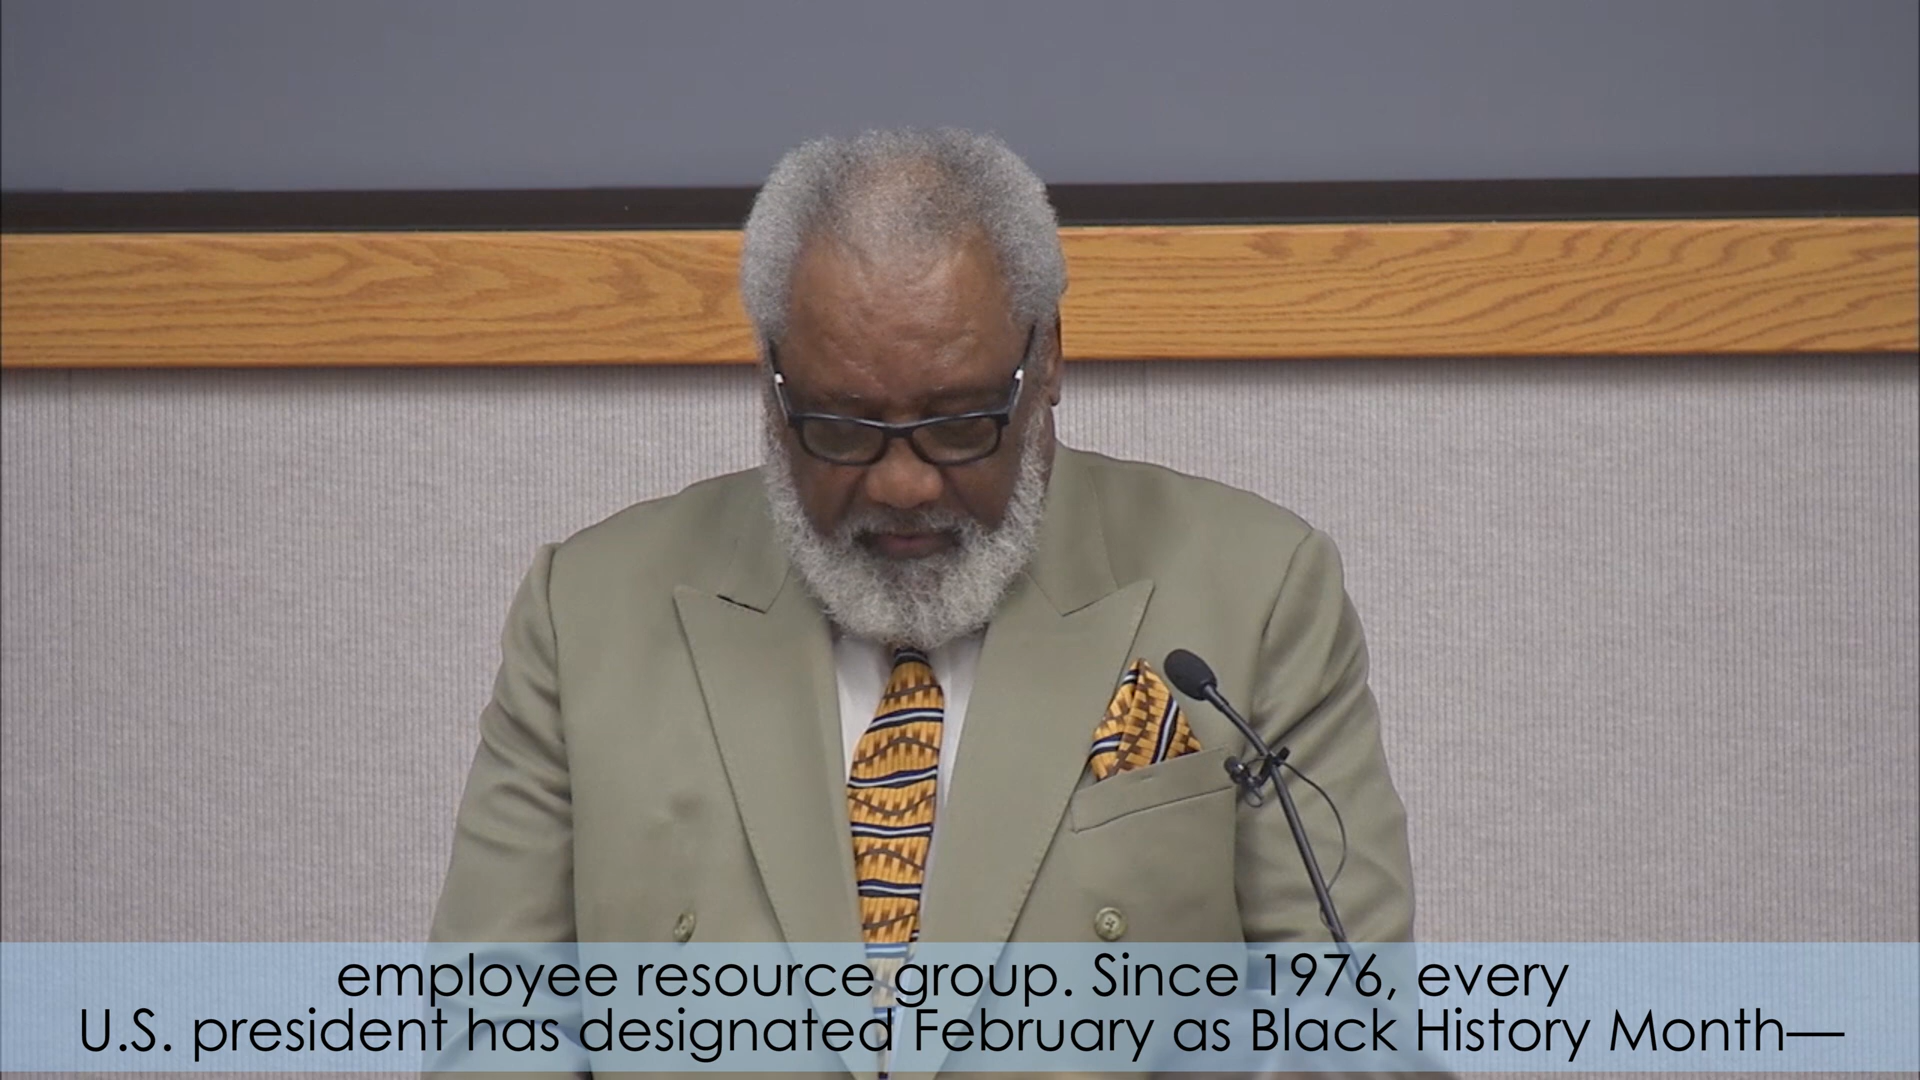 employee resource group. Since 1976, every
U.S. president has designated February as Black History Month—